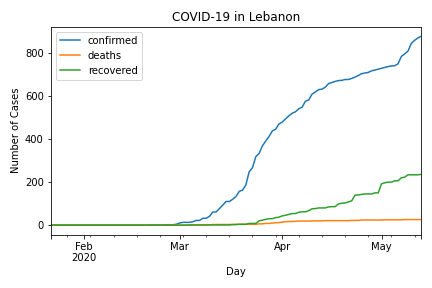 COVID-19 in Lebanon
confirmed
deaths
recovered
Number of Cases
800
600
400
200
0
Feb
2020
Mar
Apr
May
Day